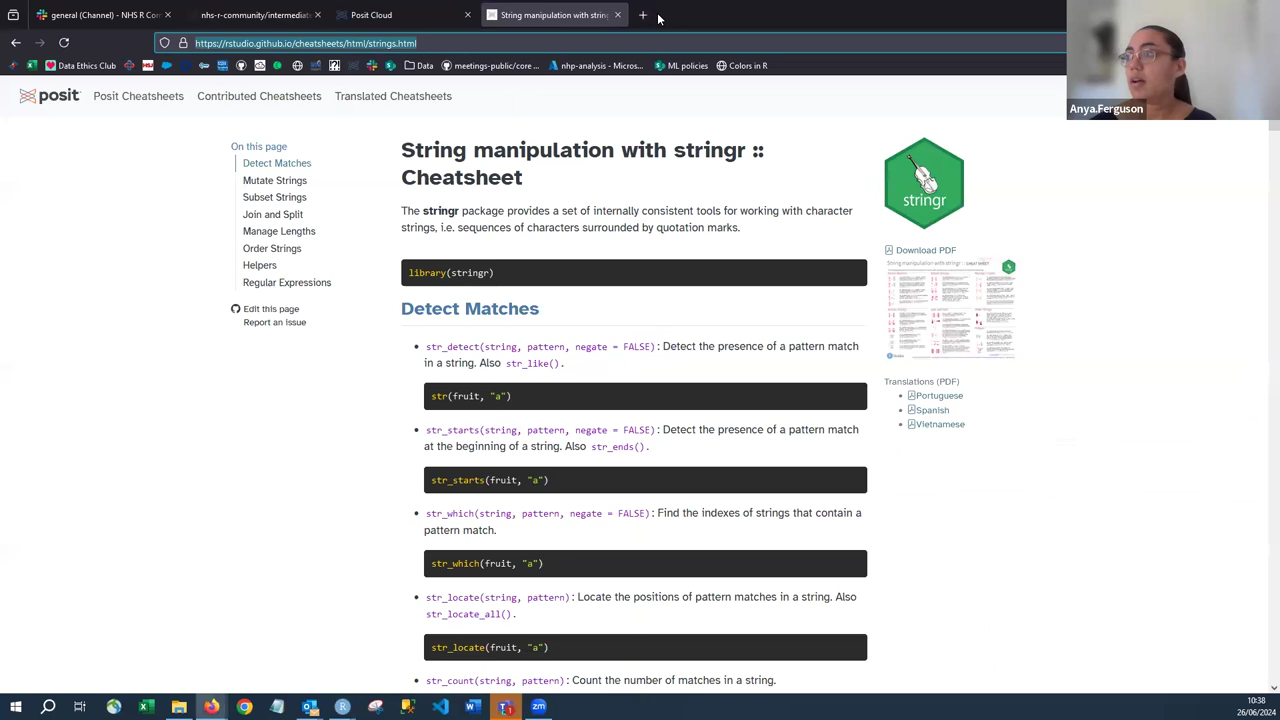 general (Channel) - NHS R Com
nhs-r-community/intermediat
Posit Cloud
String manipulation with string
https://rstudio.github.io/cheatsheets/html/strings.html
Data Ethics Club
Data
meetings-public/core ...
nhp-analysis - Micros...
ML policies
Colors in R
Anya.Ferguson
posit
Posit Cheatsheets
Contributed Cheatsheets
Translated Cheatsheets
On this page
Detect Matches
Mutate Strings
Subset Strings
Join and Split
Manage Lengths
Order Strings
Helpers
Regular Expressions
Report an issue
String manipulation with stringr ::
Cheatsheet
The stringr package provides a set of internally consistent tools for working with character
strings, i.e. sequences of characters surrounded by quotation marks.
library(stringr)
Detect Matches
str_detect(string, pattern, negate = FALSE): Detect the presence of a pattern match
in a string. Also str_like().
str(fruit, "a")
str_starts(string, pattern, negate = FALSE): Detect the presence of a pattern match
at the beginning of a string. Also str_ends().
str_starts(fruit, "a")
str_which(string, pattern, negate = FALSE): Find the indexes of strings that contain a
pattern match.
str_which(fruit, "a")
str_locate(string, pattern): Locate the positions of pattern matches in a string. Also
str_locate_all().
str_locate(fruit, "a")
str_count(string, pattern): Count the number of matches in a string.
stringr
Download PDF
String manipulation with stringr :: CHEAT SHEET
Translations (PDF)
Portuguese
Spanish
Vietnamese
10:38
26/06/2024